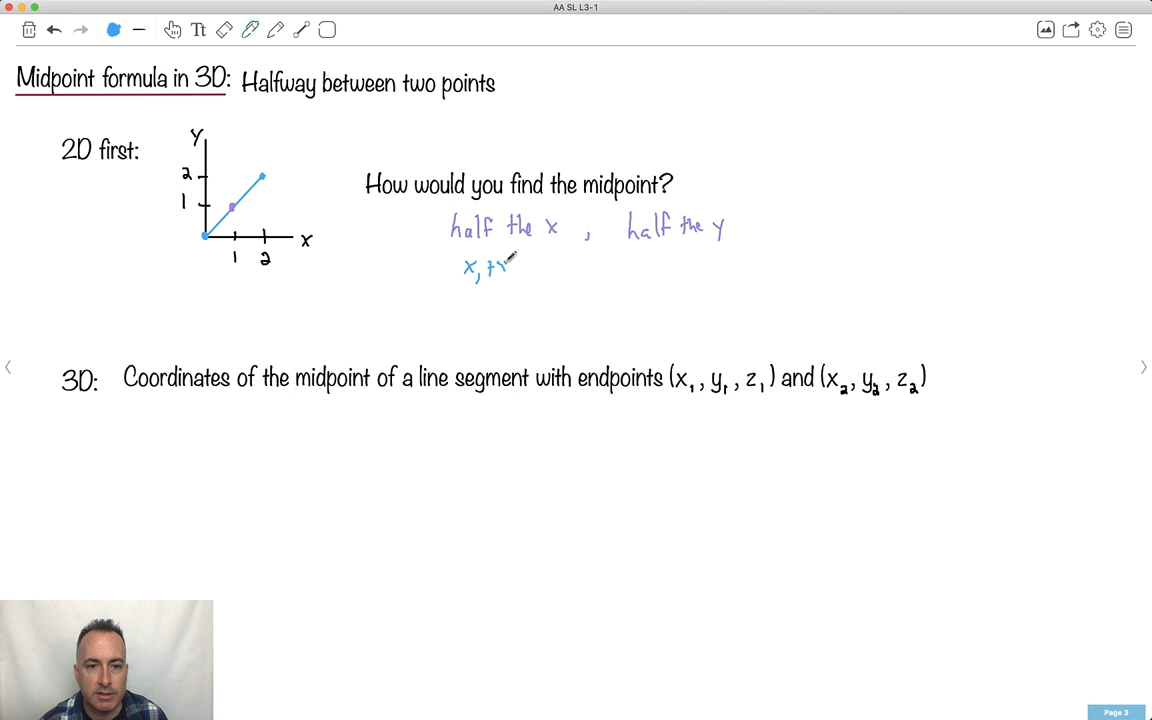 AA SL L3-1
Tt
Midpoint formula in 3D: Halfway between two points
2D first:
Y
2
1
x
1 2
How would you find the midpoint?
half the x , half the y
x₁ + x
3D: Coordinates of the midpoint of a line segment with endpoints (x₁, y₁, z₁) and (x₂, y₂, z₂)
Page 3